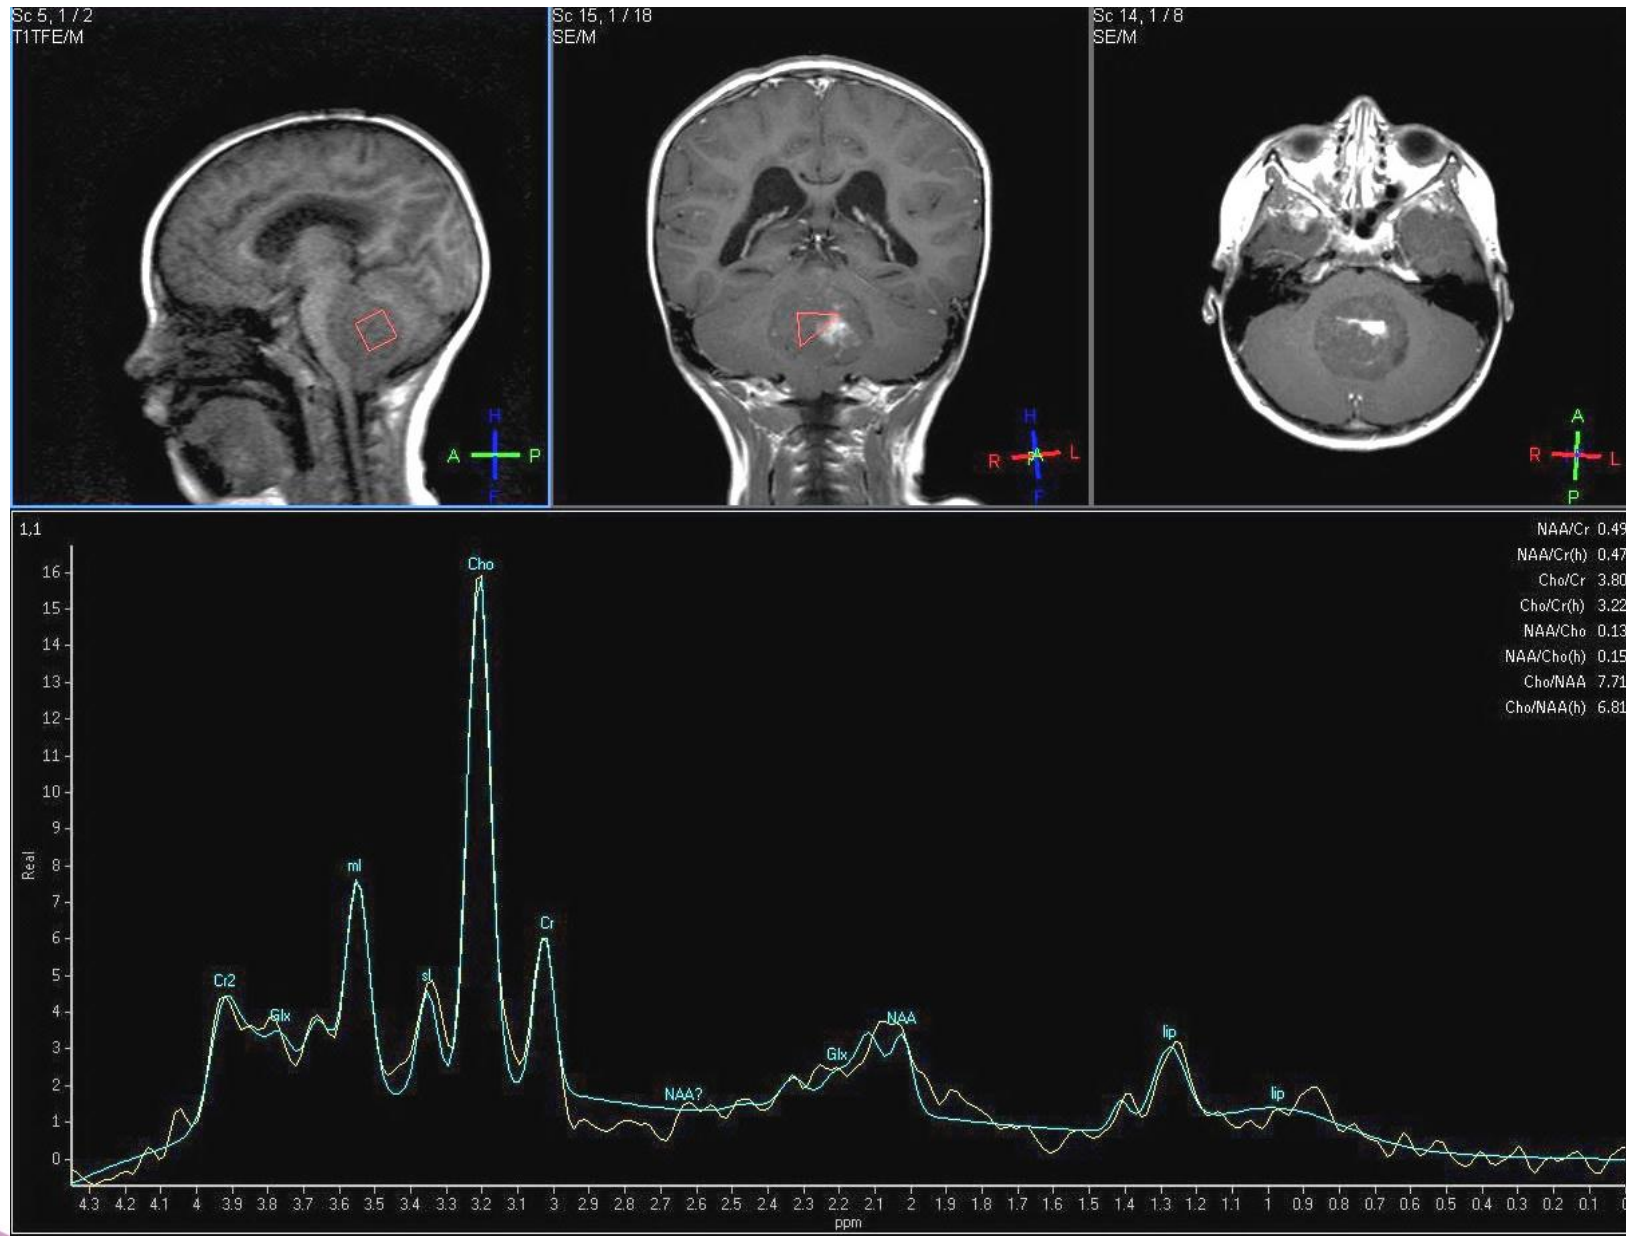 Sc 5, 1 / 2
T1TFE/M
H
A P
F
Sc 15, 1 / 18
SE/M
H
R A L
P
F
Sc 14, 1 / 8
SE/M
A
R L
P
1,1
NAA/Cr 0.49
NAA/Cr(h) 0.47
Cho/Cr 3.80
Cho/Cr(h) 3.22
NAA/Cho 0.13
NAA/Cho(h) 0.15
Cho/NAA 7.71
Cho/NAA(h) 6.81
Real
16
15
14
13
12
11
10
9
8
7
6
5
4
3
2
1
0
Cr2
Glx
mI
sI
Cho
Cr
NAA?
Glx
NAA
lip
lip
4.3 4.2 4.1 4 3.9 3.8 3.7 3.6 3.5 3.4 3.3 3.2 3.1 3 2.9 2.8 2.7 2.6 2.5 2.4 2.3 2.2 2.1 2 1.9 1.8 1.7 1.6 1.5 1.4 1.3 1.2 1.1 1 0.9 0.8 0.7 0.6 0.5 0.4 0.3 0.2 0.1 0
ppm